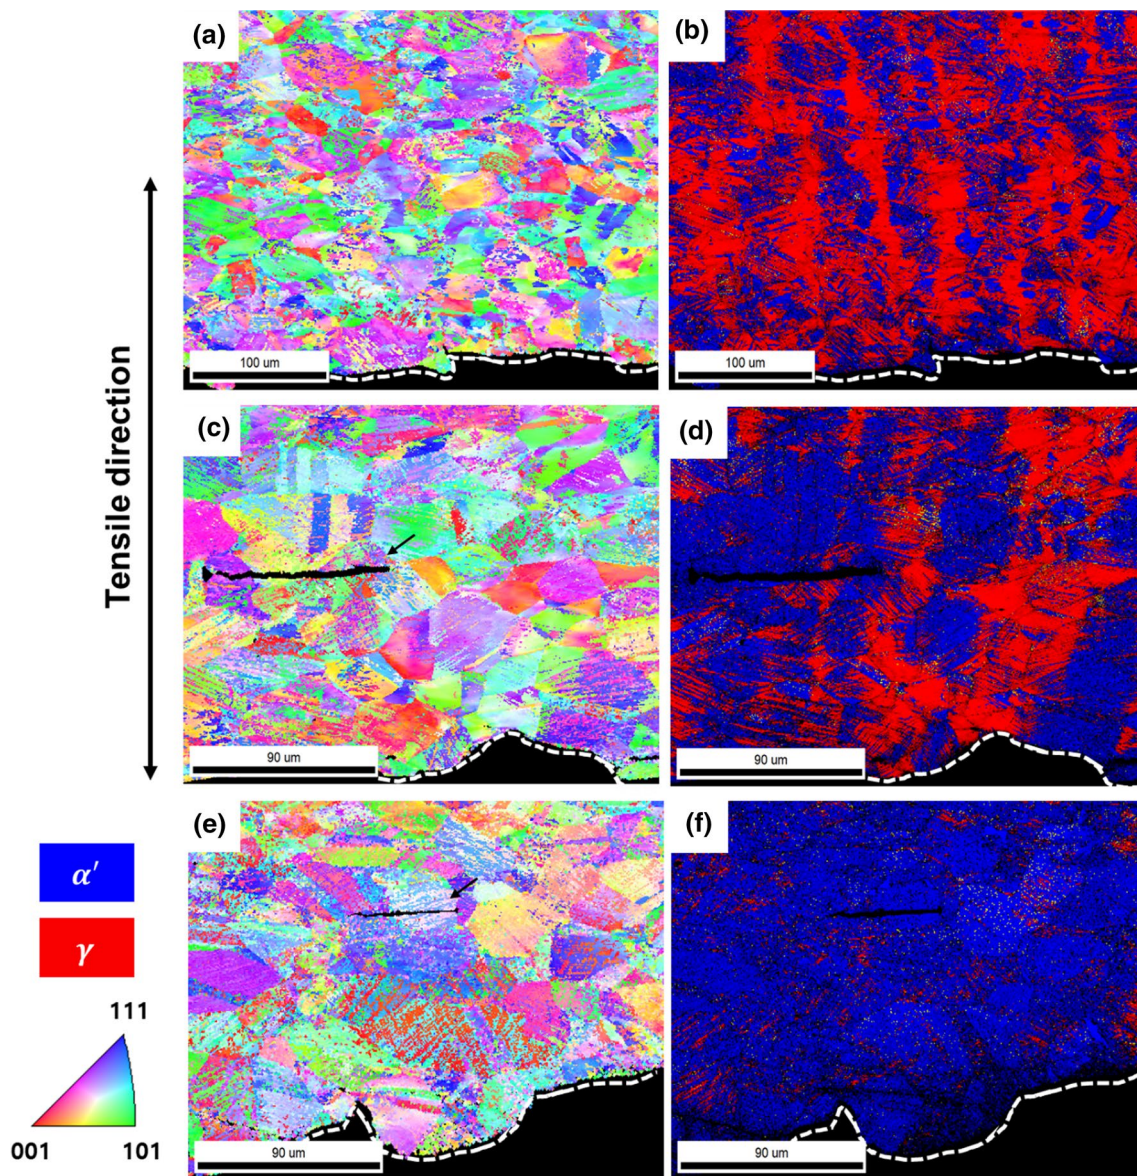 (a)
(b)
100 um
100 um
Tensile direction
(c)
(d)
90 um
90 um
(e)
(f)
α′
γ
111
001
101
90 um
90 um